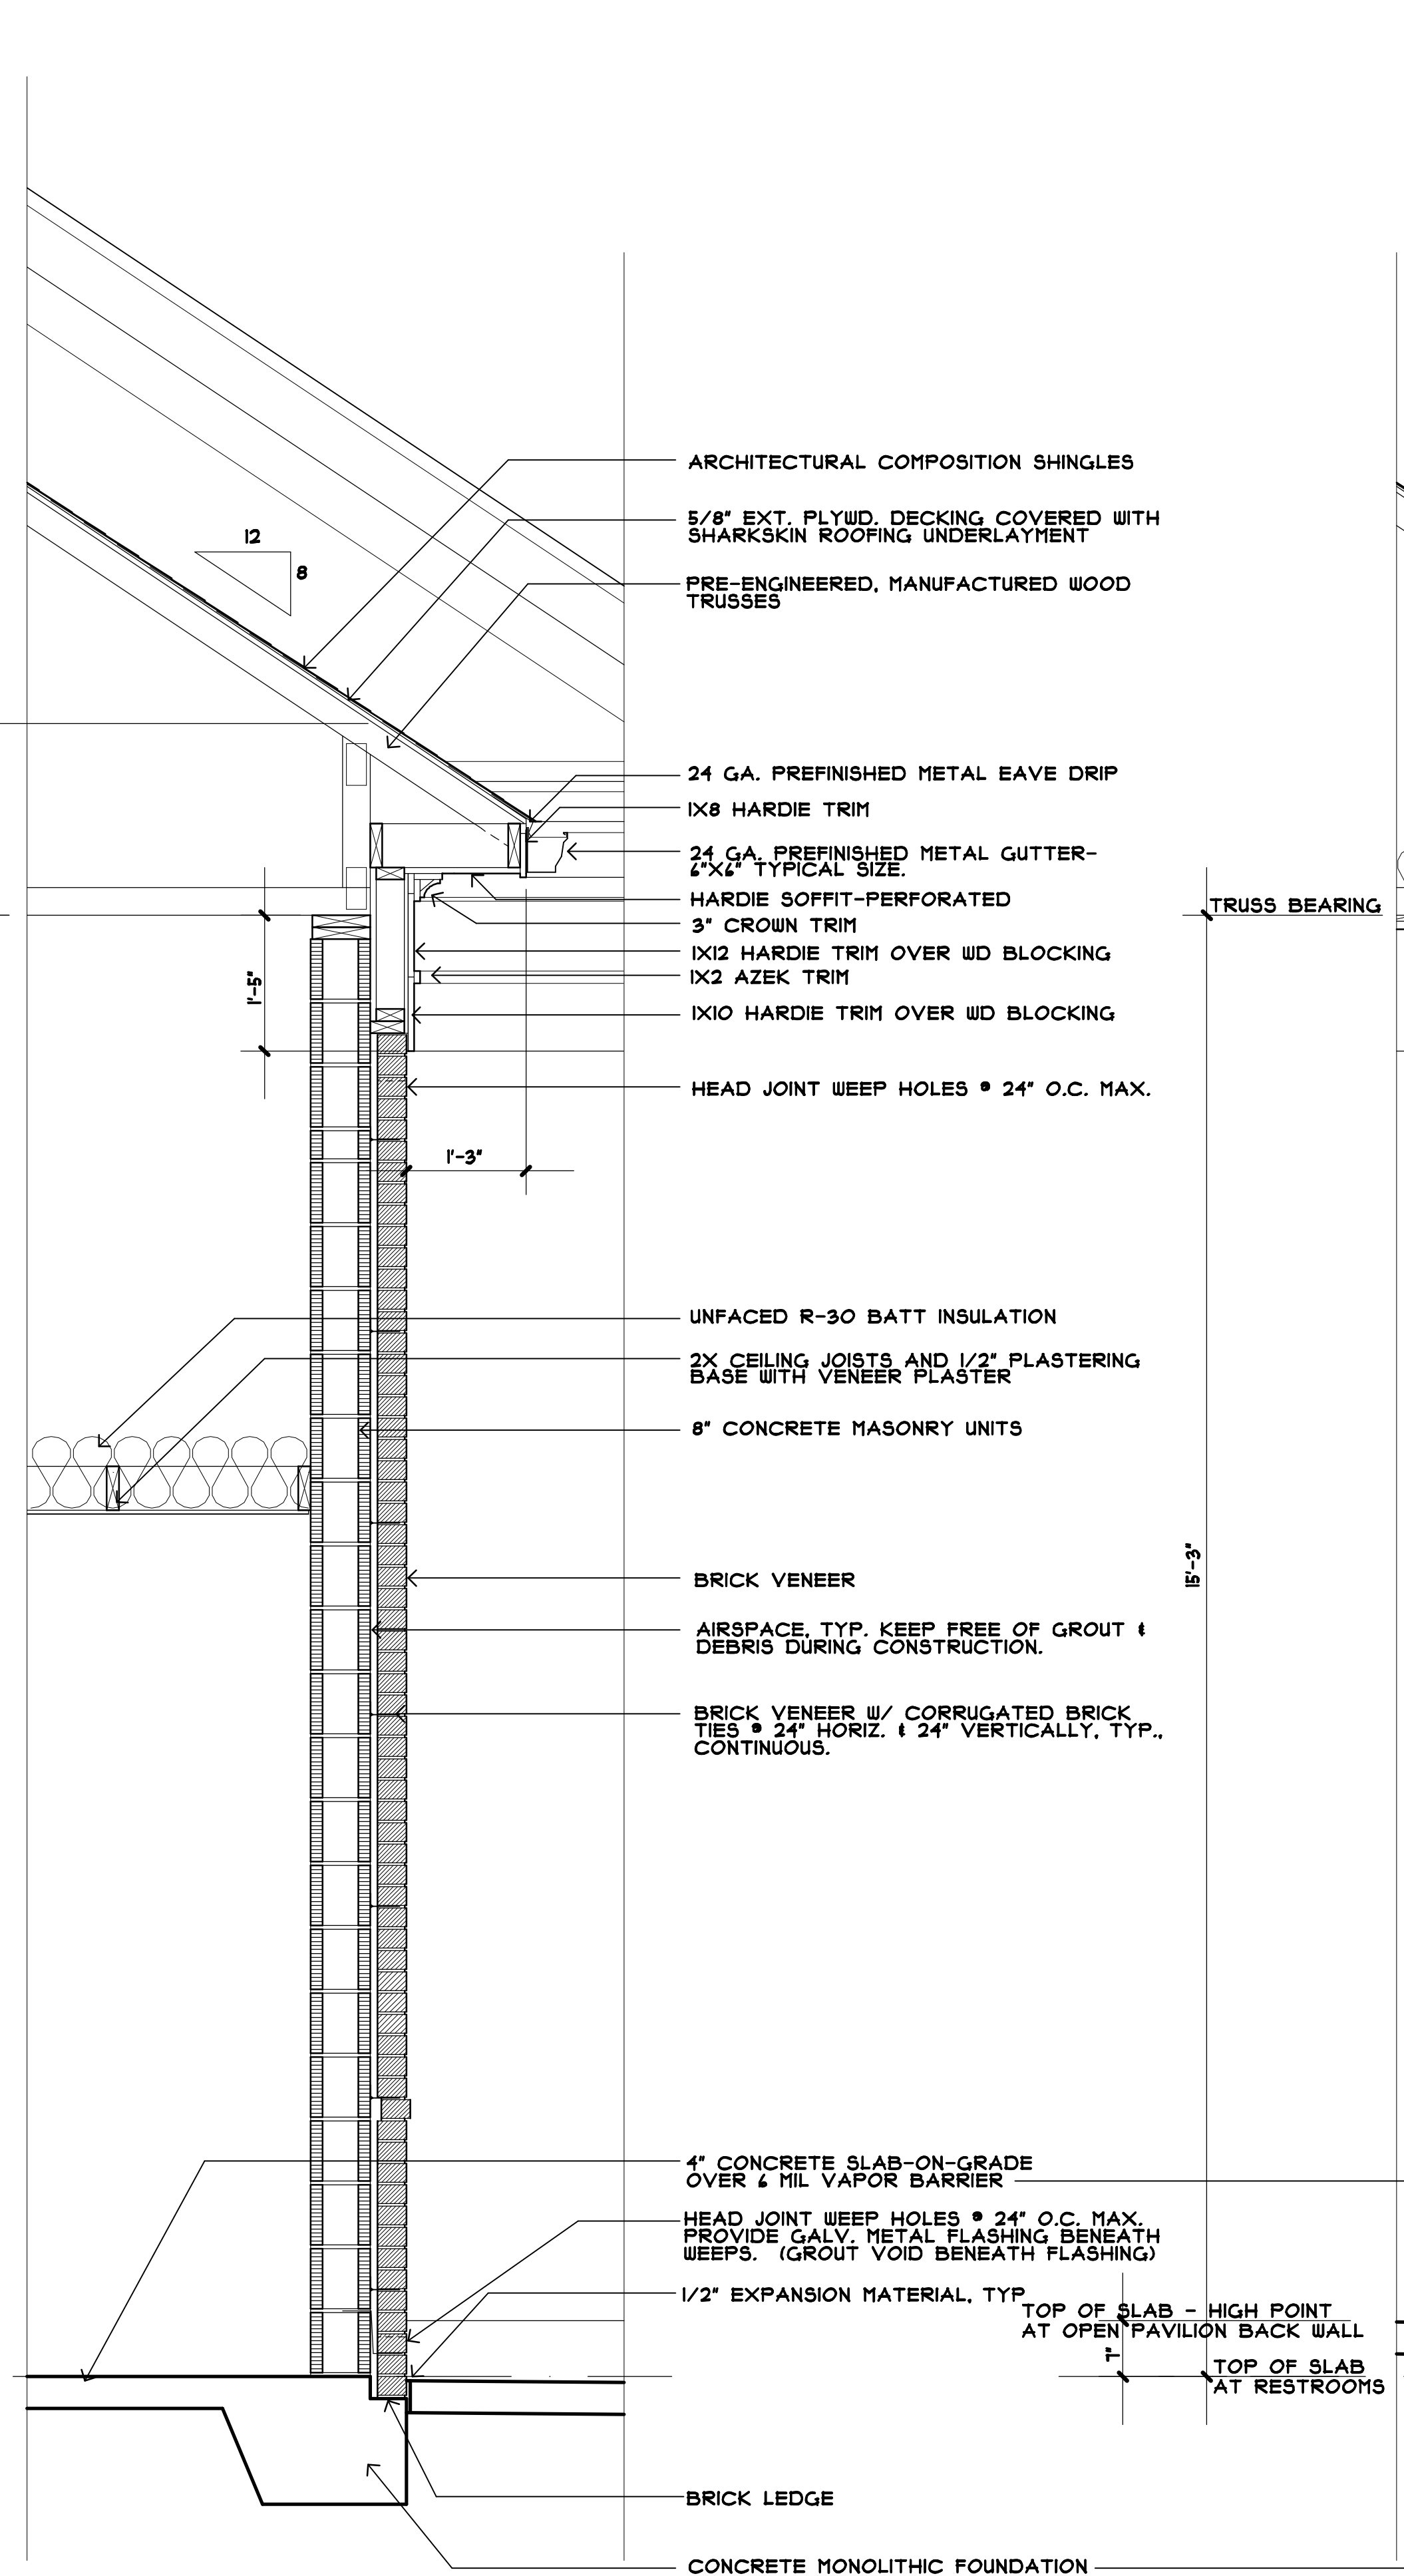 ARCHITECTURAL COMPOSITION SHINGLES
5/8" EXT. PLYWD. DECKING COVERED WITH
SHARKSKIN ROOFING UNDERLAYMENT
12
8
PRE-ENGINEERED, MANUFACTURED WOOD
TRUSSES
24 GA. PREFINISHED METAL EAVE DRIP
1X8 HARDIE TRIM
24 GA. PREFINISHED METAL GUTTER-
6"X6" TYPICAL SIZE.
HARDIE SOFFIT-PERFORATED
TRUSS BEARING
3" CROWN TRIM
1X12 HARDIE TRIM OVER WD BLOCKING
1X2 AZEK TRIM
1'-5"
1X10 HARDIE TRIM OVER WD BLOCKING
HEAD JOINT WEEP HOLES @ 24" O.C. MAX.
1'-3"
UNFACED R-30 BATT INSULATION
2X CEILING JOISTS AND 1/2" PLASTERING
BASE WITH VENEER PLASTER
8" CONCRETE MASONRY UNITS
15'-3"
BRICK VENEER
AIRSPACE, TYP. KEEP FREE OF GROUT &
DEBRIS DURING CONSTRUCTION.
BRICK VENEER W/ CORRUGATED BRICK
TIES @ 24" HORIZ. & 24" VERTICALLY, TYP.,
CONTINUOUS.
4" CONCRETE SLAB-ON-GRADE
OVER 6 MIL VAPOR BARRIER
HEAD JOINT WEEP HOLES @ 24" O.C. MAX.
PROVIDE GALV. METAL FLASHING BENEATH
WEEPS. (GROUT VOID BENEATH FLASHING)
1/2" EXPANSION MATERIAL, TYP
TOP OF SLAB - HIGH POINT
AT OPEN PAVILION BACK WALL
7"
TOP OF SLAB
AT RESTROOMS
BRICK LEDGE
CONCRETE MONOLITHIC FOUNDATION